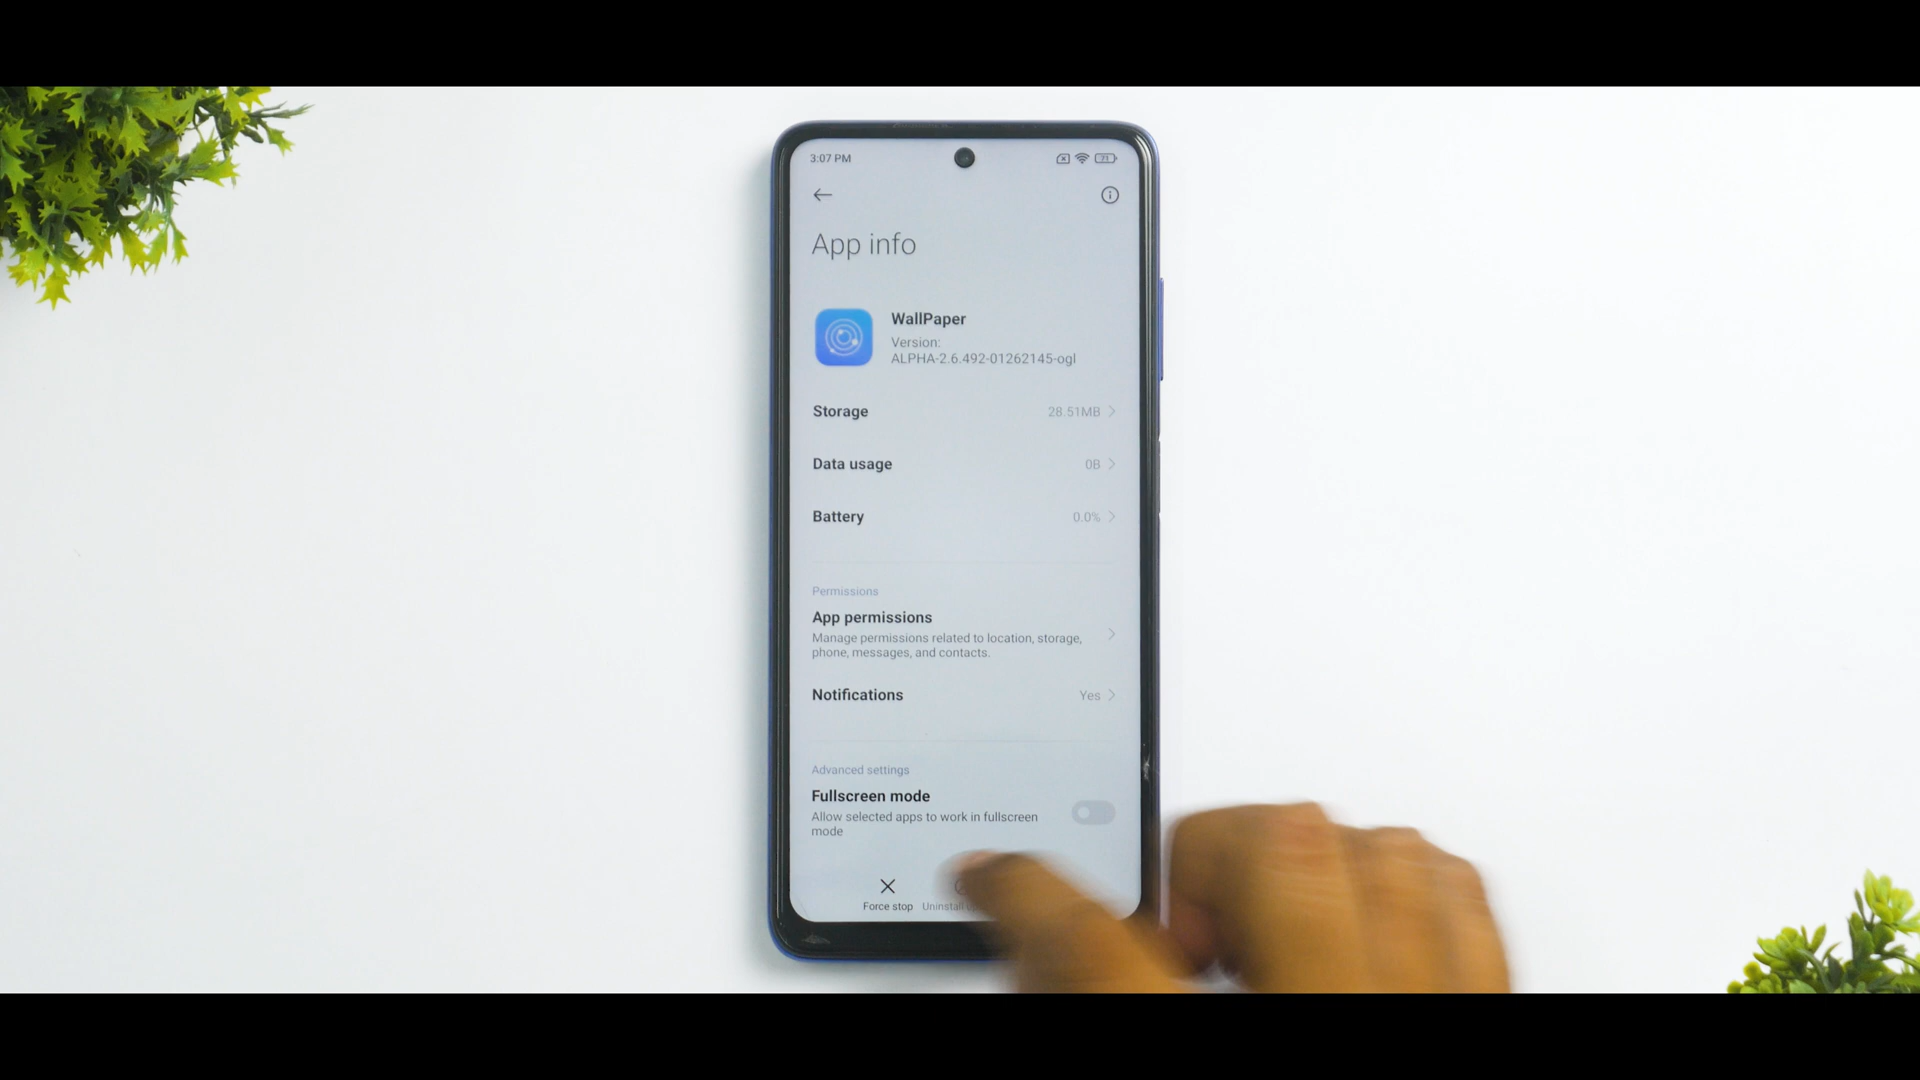 3:07 PM
71
App info
WallPaper
Version:
ALPHA-2.6.492-01262145-ogl
Storage 28.51MB
Data usage 0B
Battery 0.0%
Permissions
App permissions
Manage permissions related to location, storage,
phone, messages, and contacts.
Notifications Yes
Advanced settings
Fullscreen mode
Allow selected apps to work in fullscreen
mode
Force stop Uninstall